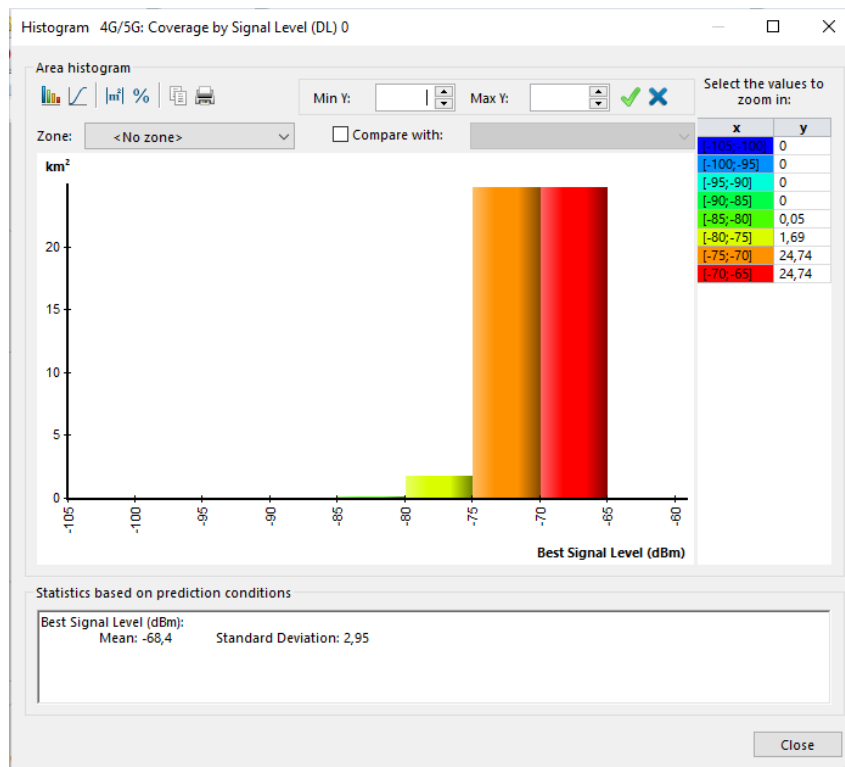 Histogram 4G/5G: Coverage by Signal Level (DL) 0
Area histogram
m²
%
Min Y:
Max Y:
Select the values to
zoom in:
Zone:
<No zone>
Compare with:
x y
[-105;-100[ 0
[-100;-95[ 0
[-95;-90[ 0
[-90;-85[ 0
[-85;-80[ 0,05
[-80;-75[ 1,69
[-75;-70[ 24,74
[-70;-65[ 24,74
km²
20
15
10
5
0
-105 -100 -95 -90 -85 -80 -75 -70 -65 -60
Best Signal Level (dBm)
Statistics based on prediction conditions
Best Signal Level (dBm):
Mean: -68,4 Standard Deviation: 2,95
Close